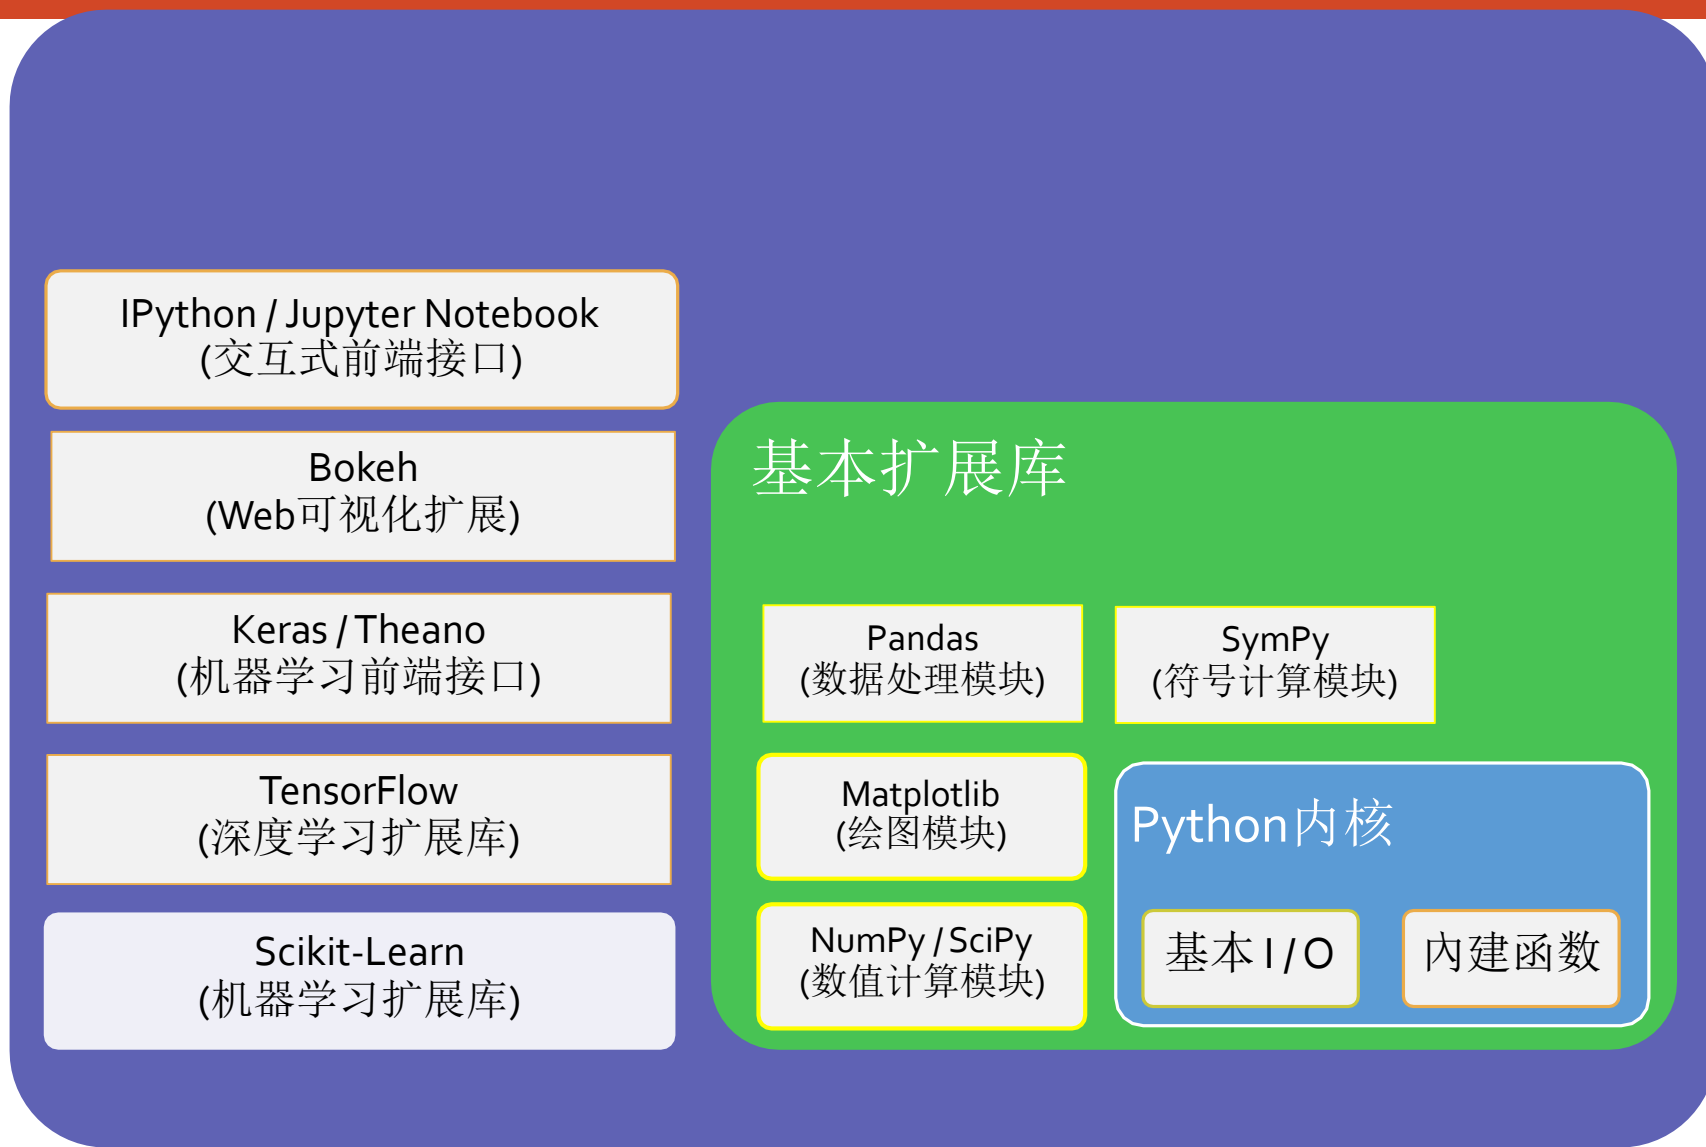 IPython / Jupyter Notebook
(交互式前端接口)
Bokeh
(Web可视化扩展)
Keras / Theano
(机器学习前端接口)
TensorFlow
(深度学习扩展库)
Scikit-Learn
(机器学习扩展库)
基本扩展库
Pandas
(数据处理模块)
SymPy
(符号计算模块)
Matplotlib
(绘图模块)
NumPy / SciPy
(数值计算模块)
Python内核
基本 I / O
內建函数